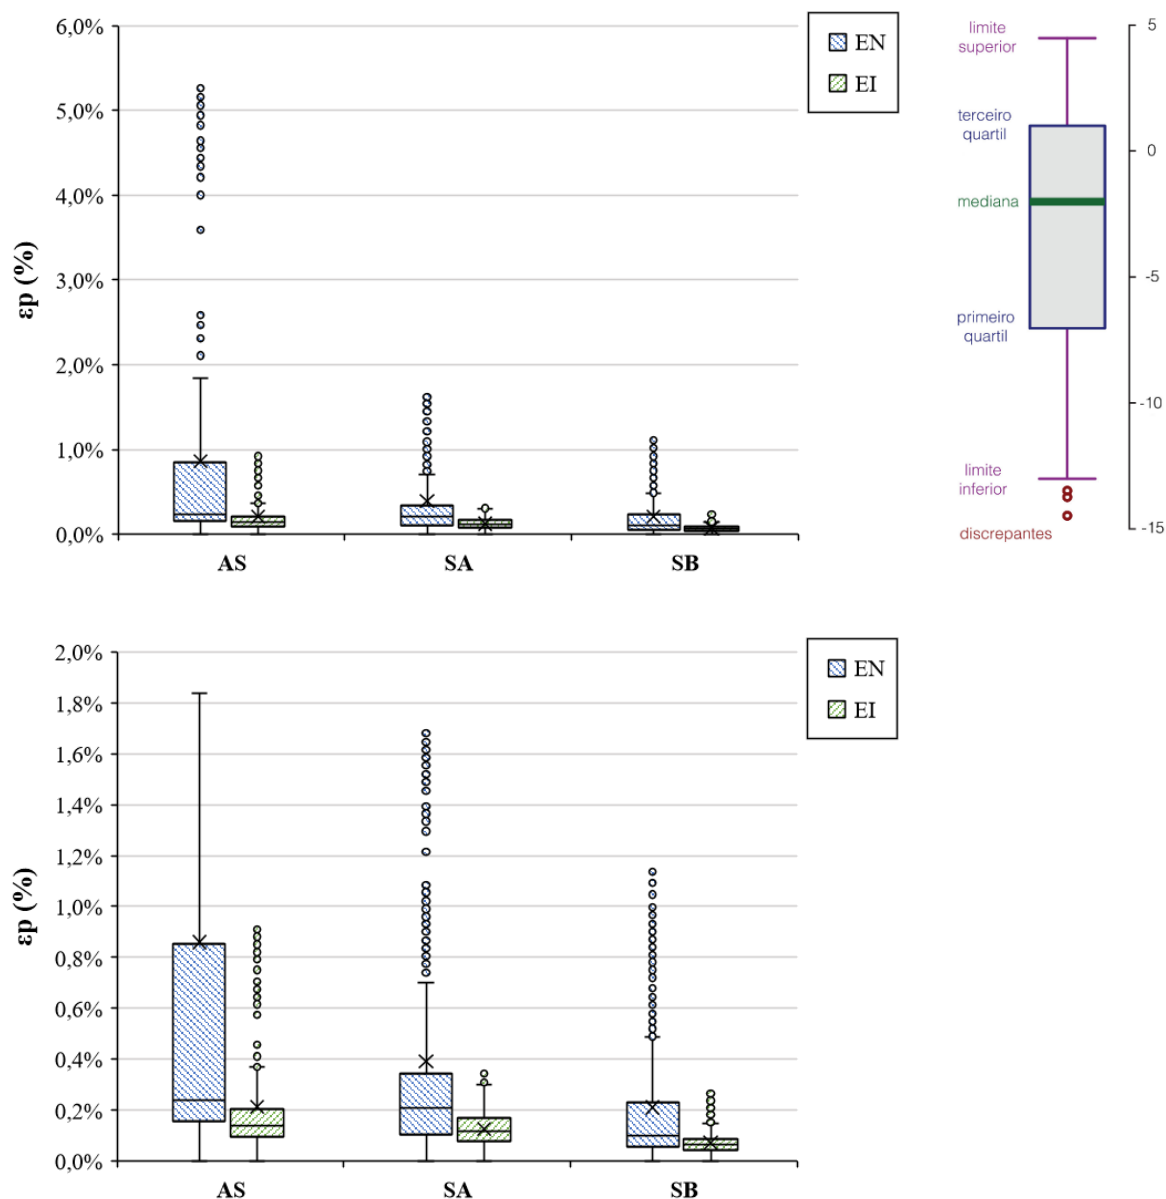 6,0%
5,0%
4,0%
3,0%
2,0%
1,0%
0,0%
εp (%)
AS
SA
SB
EN
EI
limite
superior
terceiro
quartil
mediana
primeiro
quartil
limite
inferior
discrepantes
5
0
-5
-10
-15
2,0%
1,8%
1,6%
1,4%
1,2%
1,0%
0,8%
0,6%
0,4%
0,2%
0,0%
εp (%)
AS
SA
SB
EN
EI